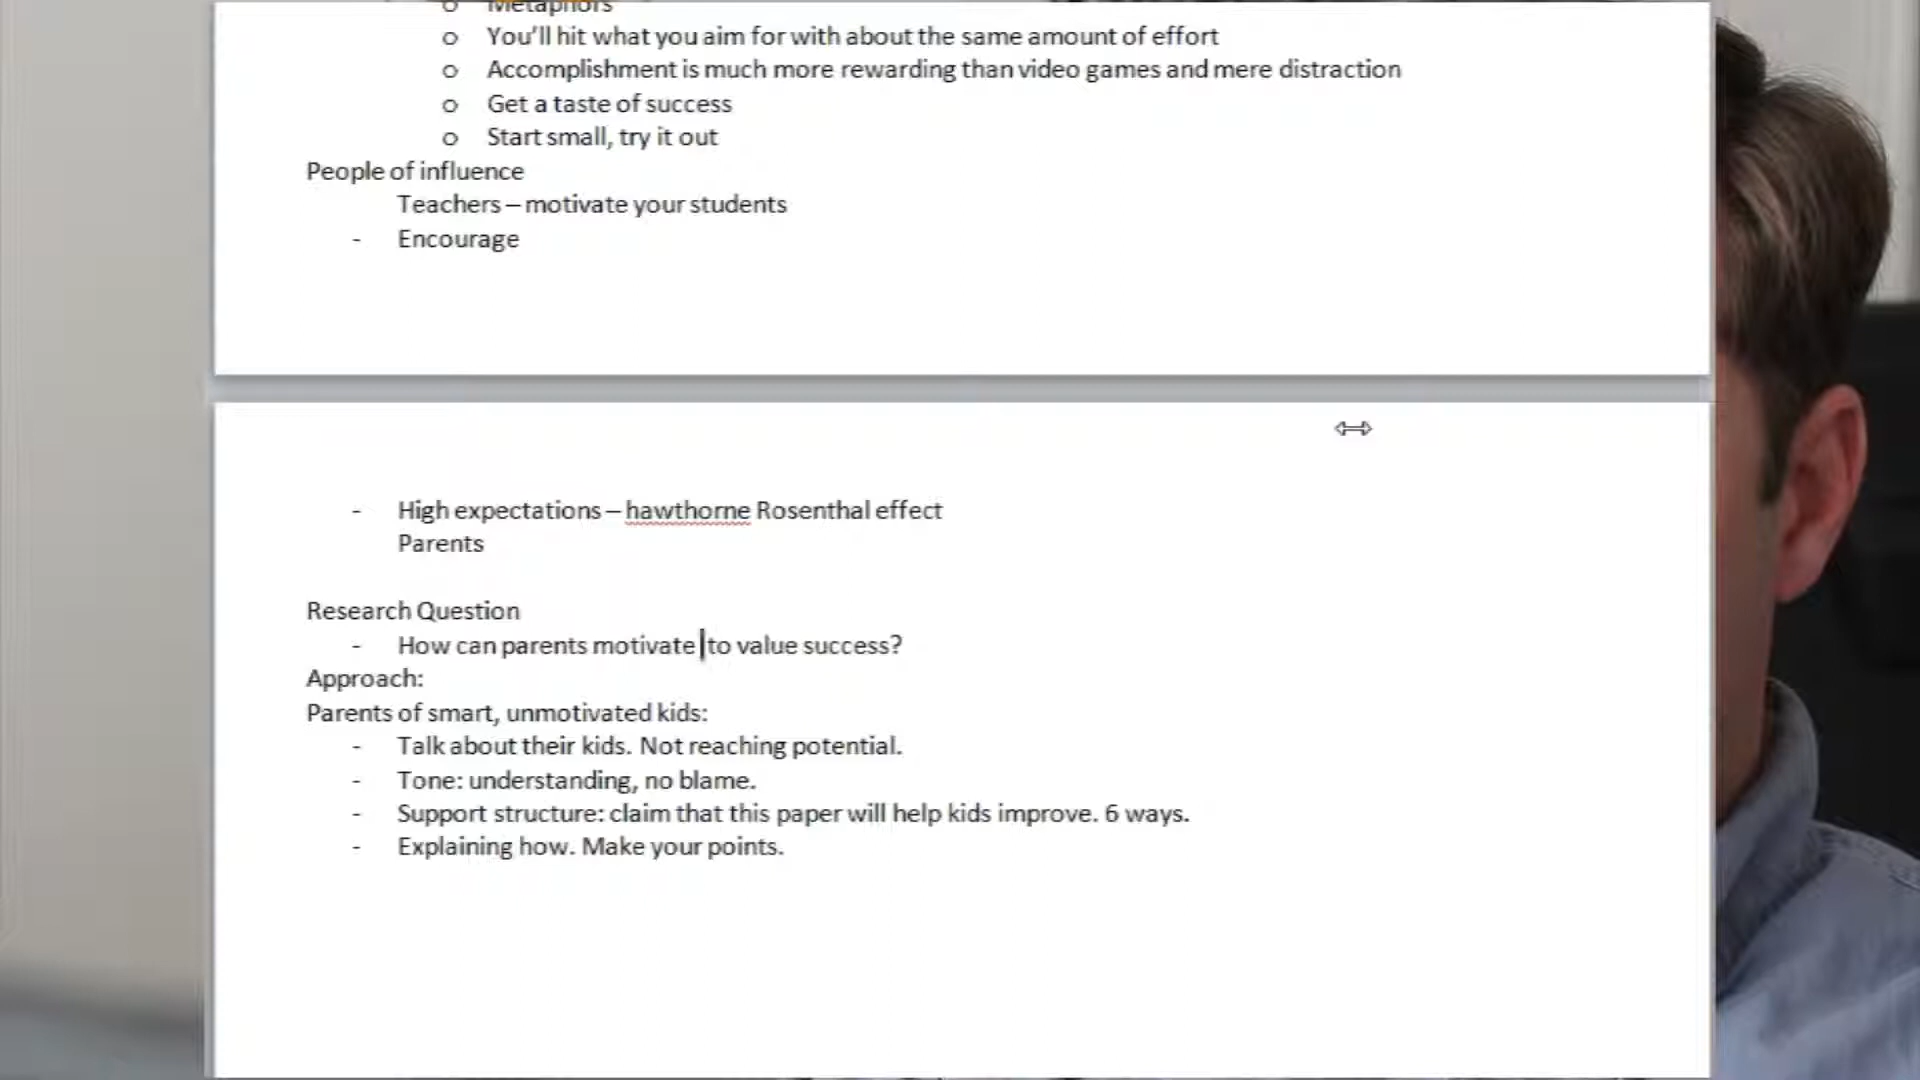 o Metaphors
o You'll hit what you aim for with about the same amount of effort
o Accomplishment is much more rewarding than video games and mere distraction
o Get a taste of success
o Start small, try it out
People of influence
Teachers – motivate your students
- Encourage
- High expectations – hawthorne Rosenthal effect
Parents
Research Question
- How can parents motivate to value success?
Approach:
Parents of smart, unmotivated kids:
- Talk about their kids. Not reaching potential.
- Tone: understanding, no blame.
- Support structure: claim that this paper will help kids improve. 6 ways.
- Explaining how. Make your points.